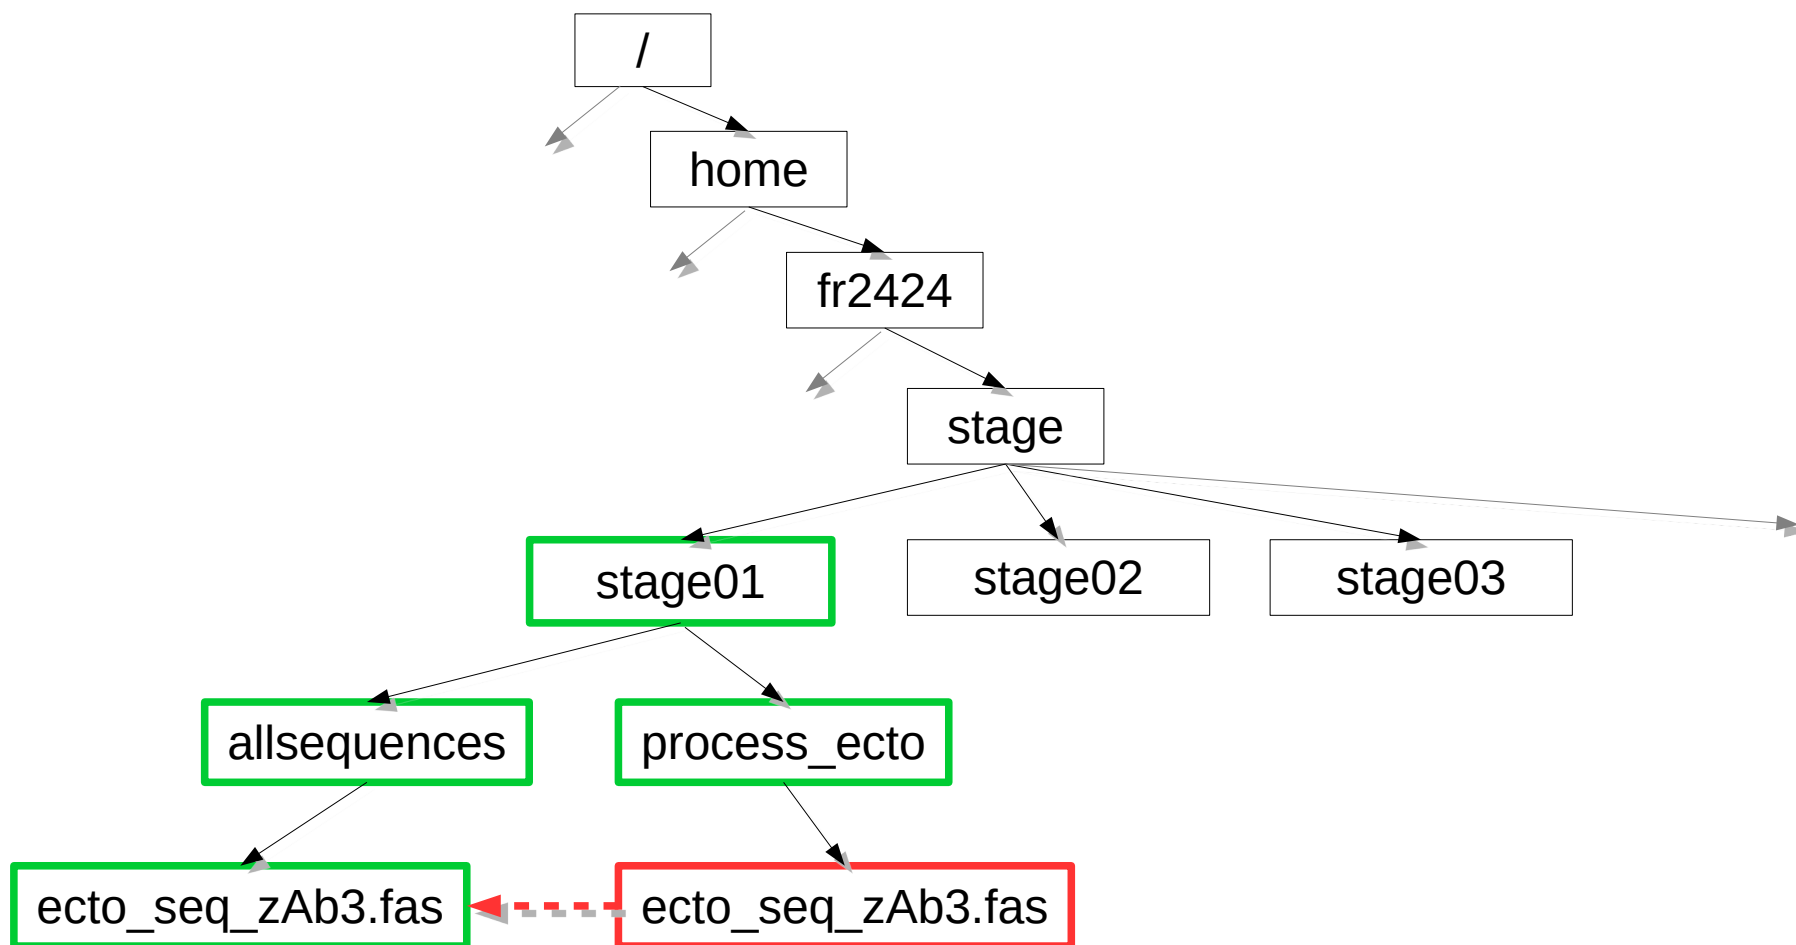 /
home
fr2424
stage
stage01
stage02
stage03
allsequences
process_ecto
ecto_seq_zAb3.fas
ecto_seq_zAb3.fas